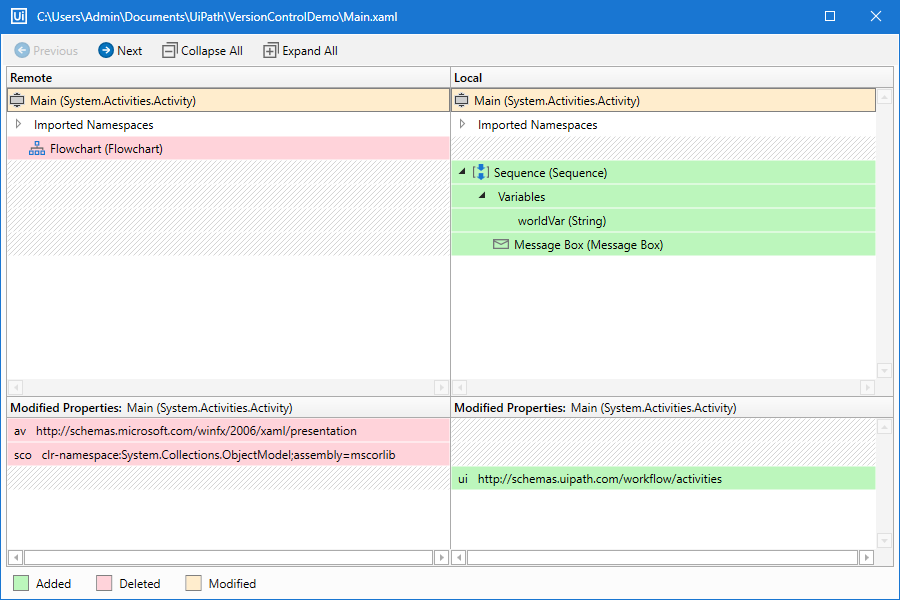 Ui C:\Users\Admin\Documents\UiPath\VersionControlDemo\Main.xaml
Previous Next Collapse All Expand All
Remote Local
Main (System.Activities.Activity) Main (System.Activities.Activity)
Imported Namespaces Imported Namespaces
Flowchart (Flowchart)
Sequence (Sequence)
Variables
worldVar (String)
Message Box (Message Box)
Modified Properties: Main (System.Activities.Activity) Modified Properties: Main (System.Activities.Activity)
av http://schemas.microsoft.com/winfx/2006/xaml/presentation
sco clr-namespace:System.Collections.ObjectModel;assembly=mscorlib
ui http://schemas.uipath.com/workflow/activities
Added Deleted Modified